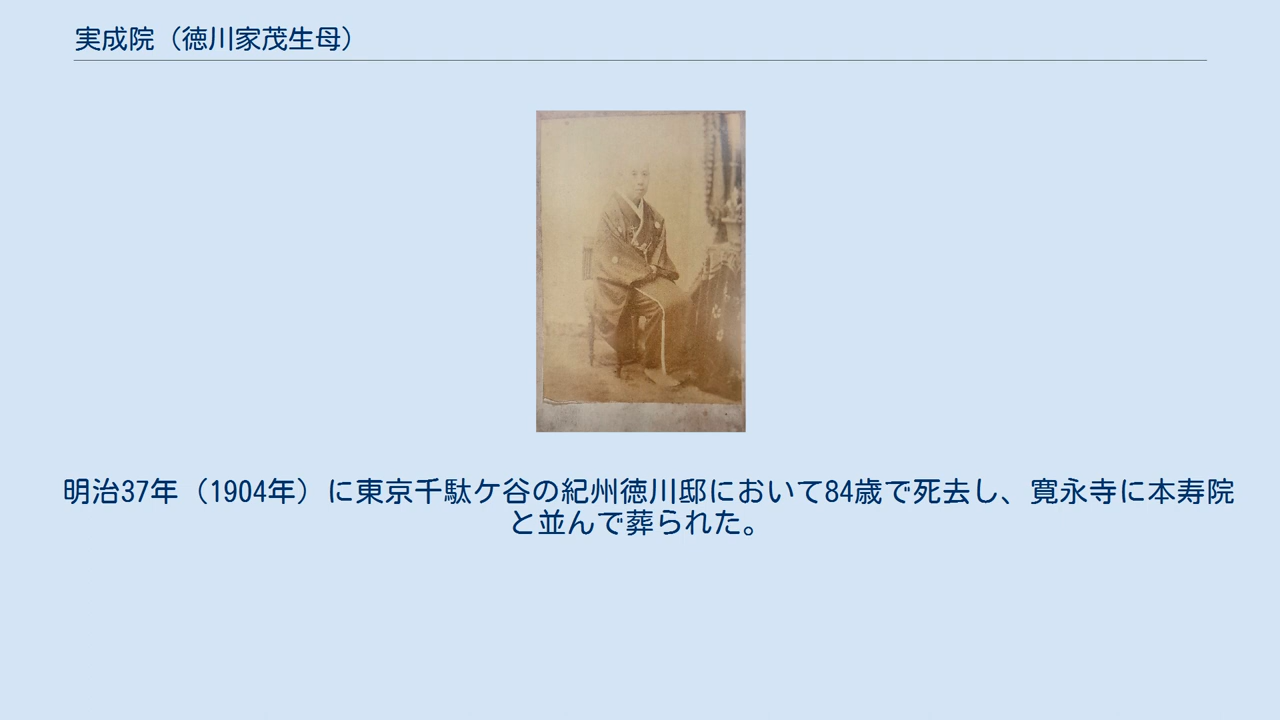 実成院（徳川家茂生母）
明治37年（1904年）に東京千駄ケ谷の紀州徳川邸において84歳で死去し、寛永寺に本寿院
と並んで葬られた。